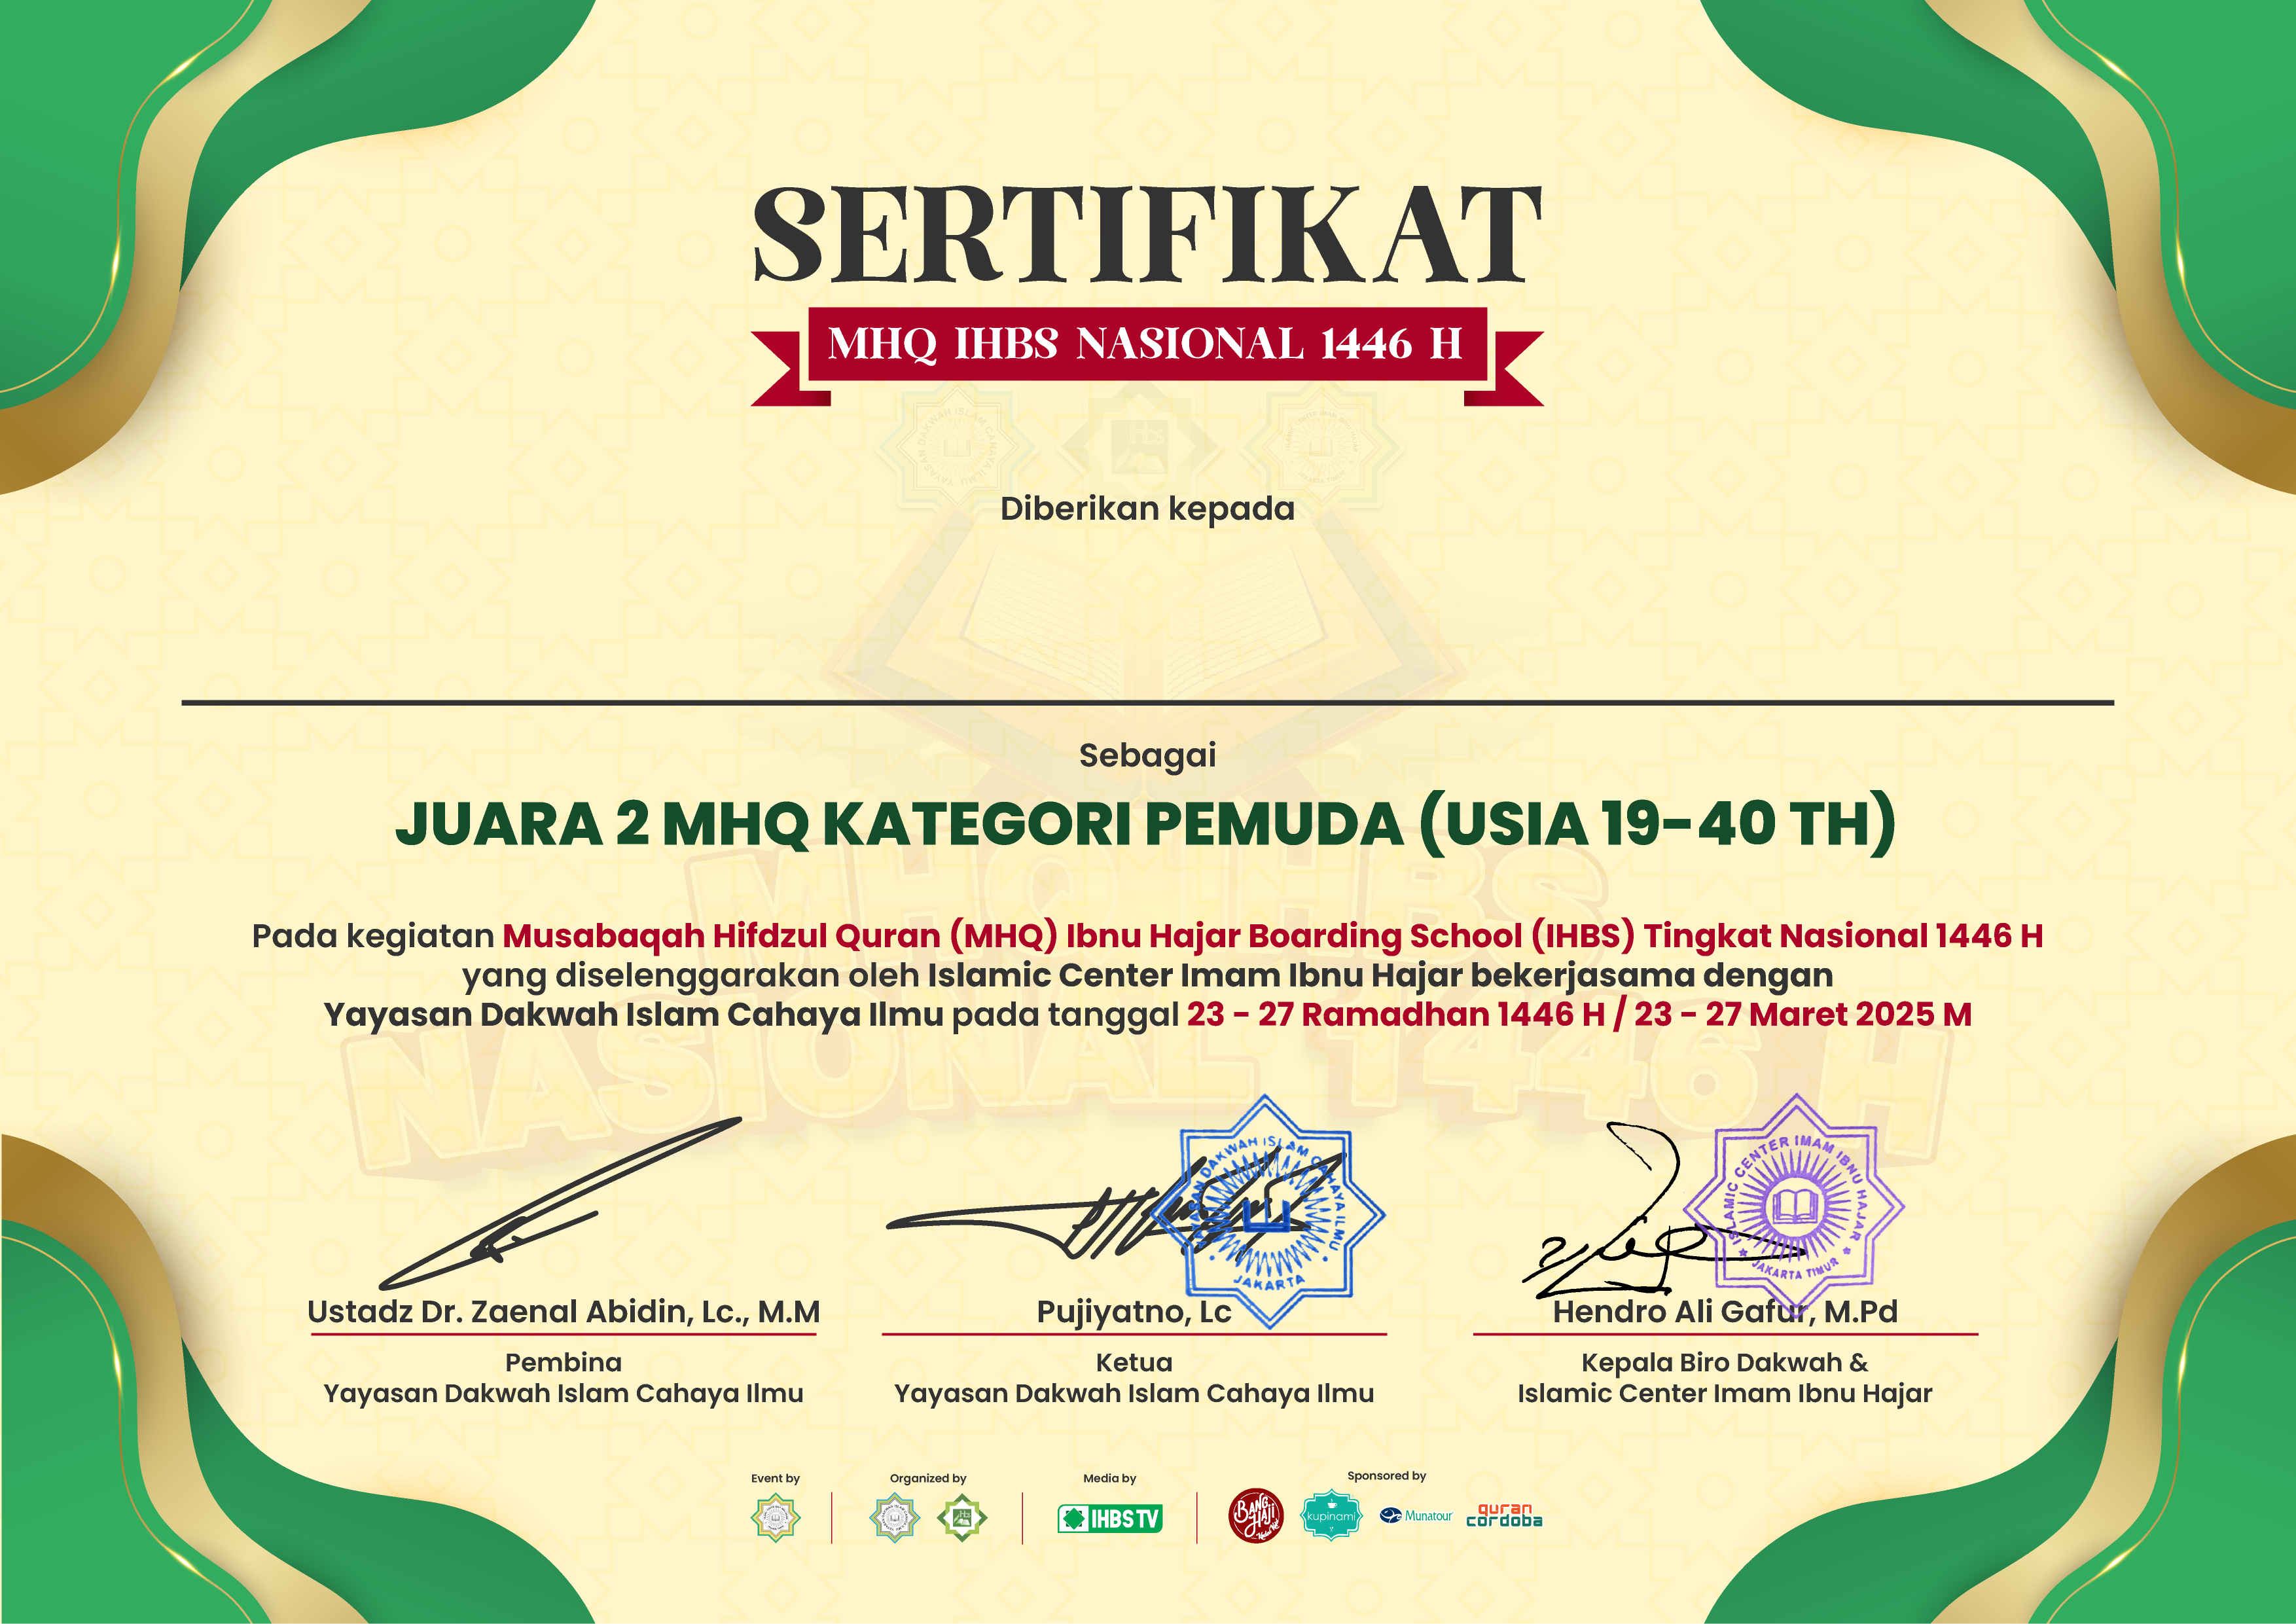 SERTIFIKAT
MHQ IHBS NASIONAL 1446 H
Diberikan kepada
Sebagai
JUARA 2 MHQ KATEGORI PEMUDA (USIA 19-40 TH)
MHQ IHBS
NASIONAL 1446 H
Pada kegiatan Musabaqah Hifdzul Quran (MHQ) Ibnu Hajar Boarding School (IHBS) Tingkat Nasional 1446 H
yang diselenggarakan oleh Islamic Center Imam Ibnu Hajar bekerjasama dengan
Yayasan Dakwah Islam Cahaya Ilmu pada tanggal 23 - 27 Ramadhan 1446 H / 23 - 27 Maret 2025 M
YAYASAN DAKWAH ISLAM CAHAYA ILMU
JAKARTA
ISLAMIC CENTER IMAM IBNU HAJAR
JAKARTA TIMUR
Ustadz Dr. Zaenal Abidin, Lc., M.M
Pembina
Yayasan Dakwah Islam Cahaya Ilmu
Pujiyatno, Lc
Ketua
Yayasan Dakwah Islam Cahaya Ilmu
Hendro Ali Gafur, M.Pd
Kepala Biro Dakwah &
Islamic Center Imam Ibnu Hajar
Event by
Organized by
Media by
IHBS TV
Sponsored by
BANG HAJI
kupinami
Munatour
quran
cordoba